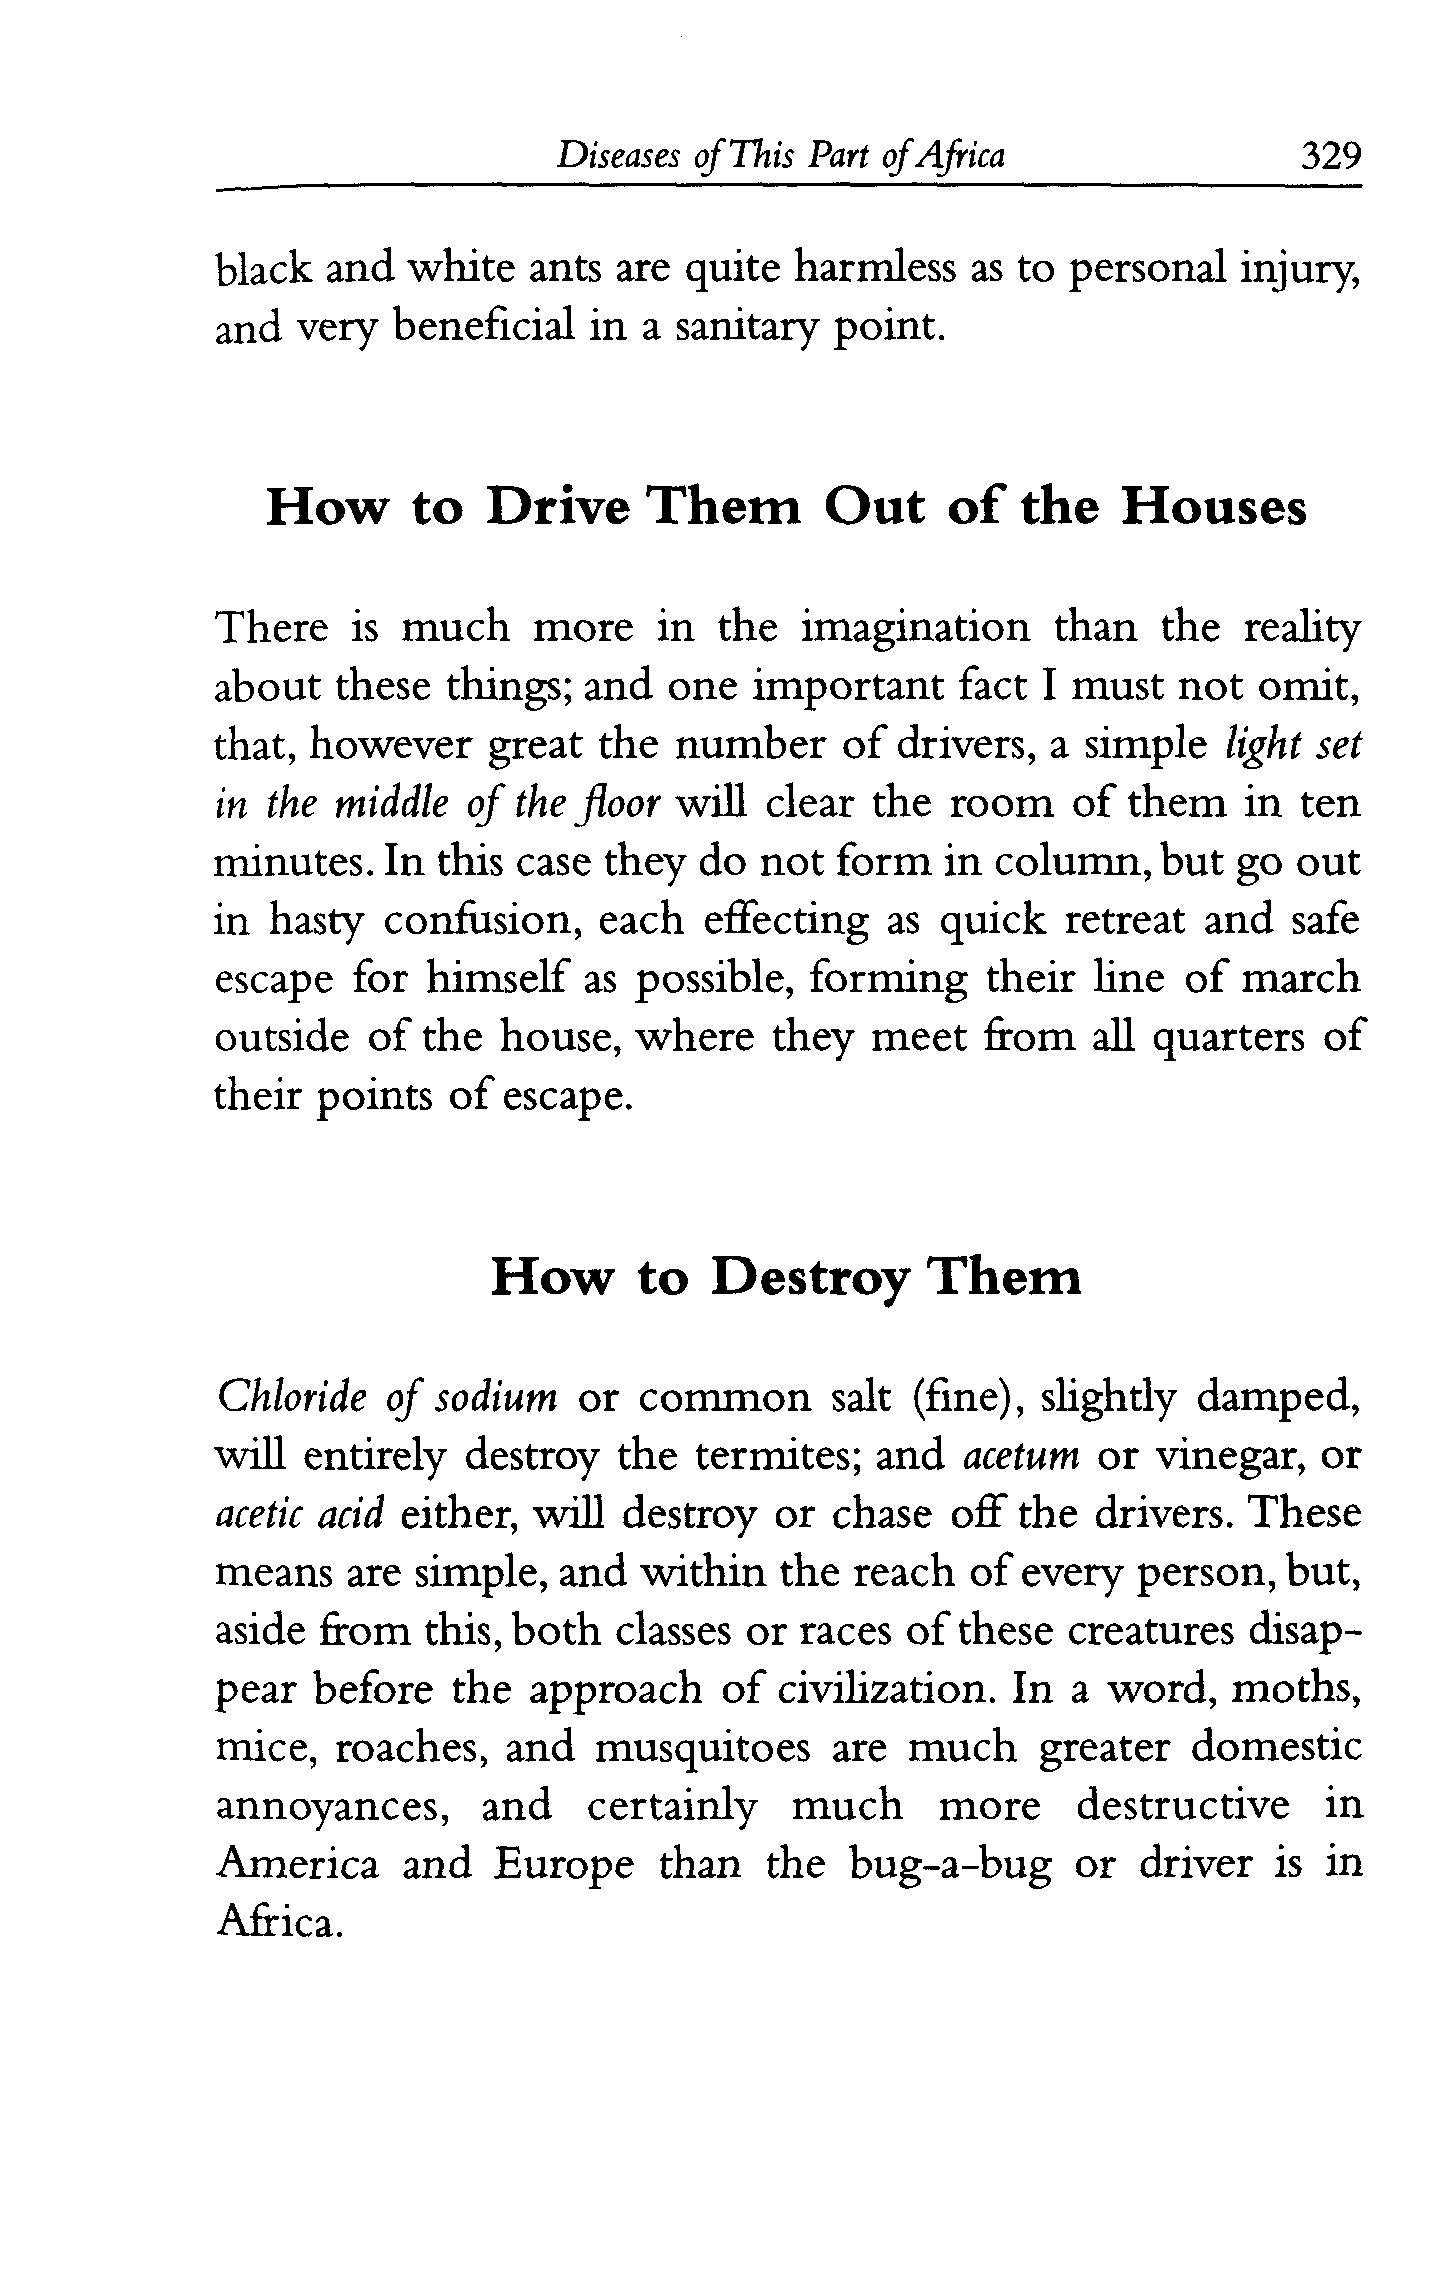 Diseases of This Part of Africa 329
black and white ants are quite harmless as to personal injury,
and very beneficial in a sanitary point.
How to Drive Them Out of the Houses
There is much more in the imagination than the reality
about these things; and one important fact I must not omit,
that, however great the number of drivers, a simple light set
in the middle of the floor will clear the room of them in ten
minutes. In this case they do not form in column, but go out
in hasty confusion, each effecting as quick retreat and safe
escape for himself as possible, forming their line of march
outside of the house, where they meet from all quarters of
their points of escape.
How to Destroy Them
Chloride of sodium or common salt (fine), slightly damped,
will entirely destroy the termites; and acetum or vinegar, or
acetic acid either, will destroy or chase off the drivers. These
means are simple, and within the reach of every person, but,
aside from this, both classes or races of these creatures disap-
pear before the approach of civilization. In a word, moths,
mice, roaches, and musquitoes are much greater domestic
annoyances, and certainly much more destructive in
America and Europe than the bug-a-bug or driver is in
Africa.